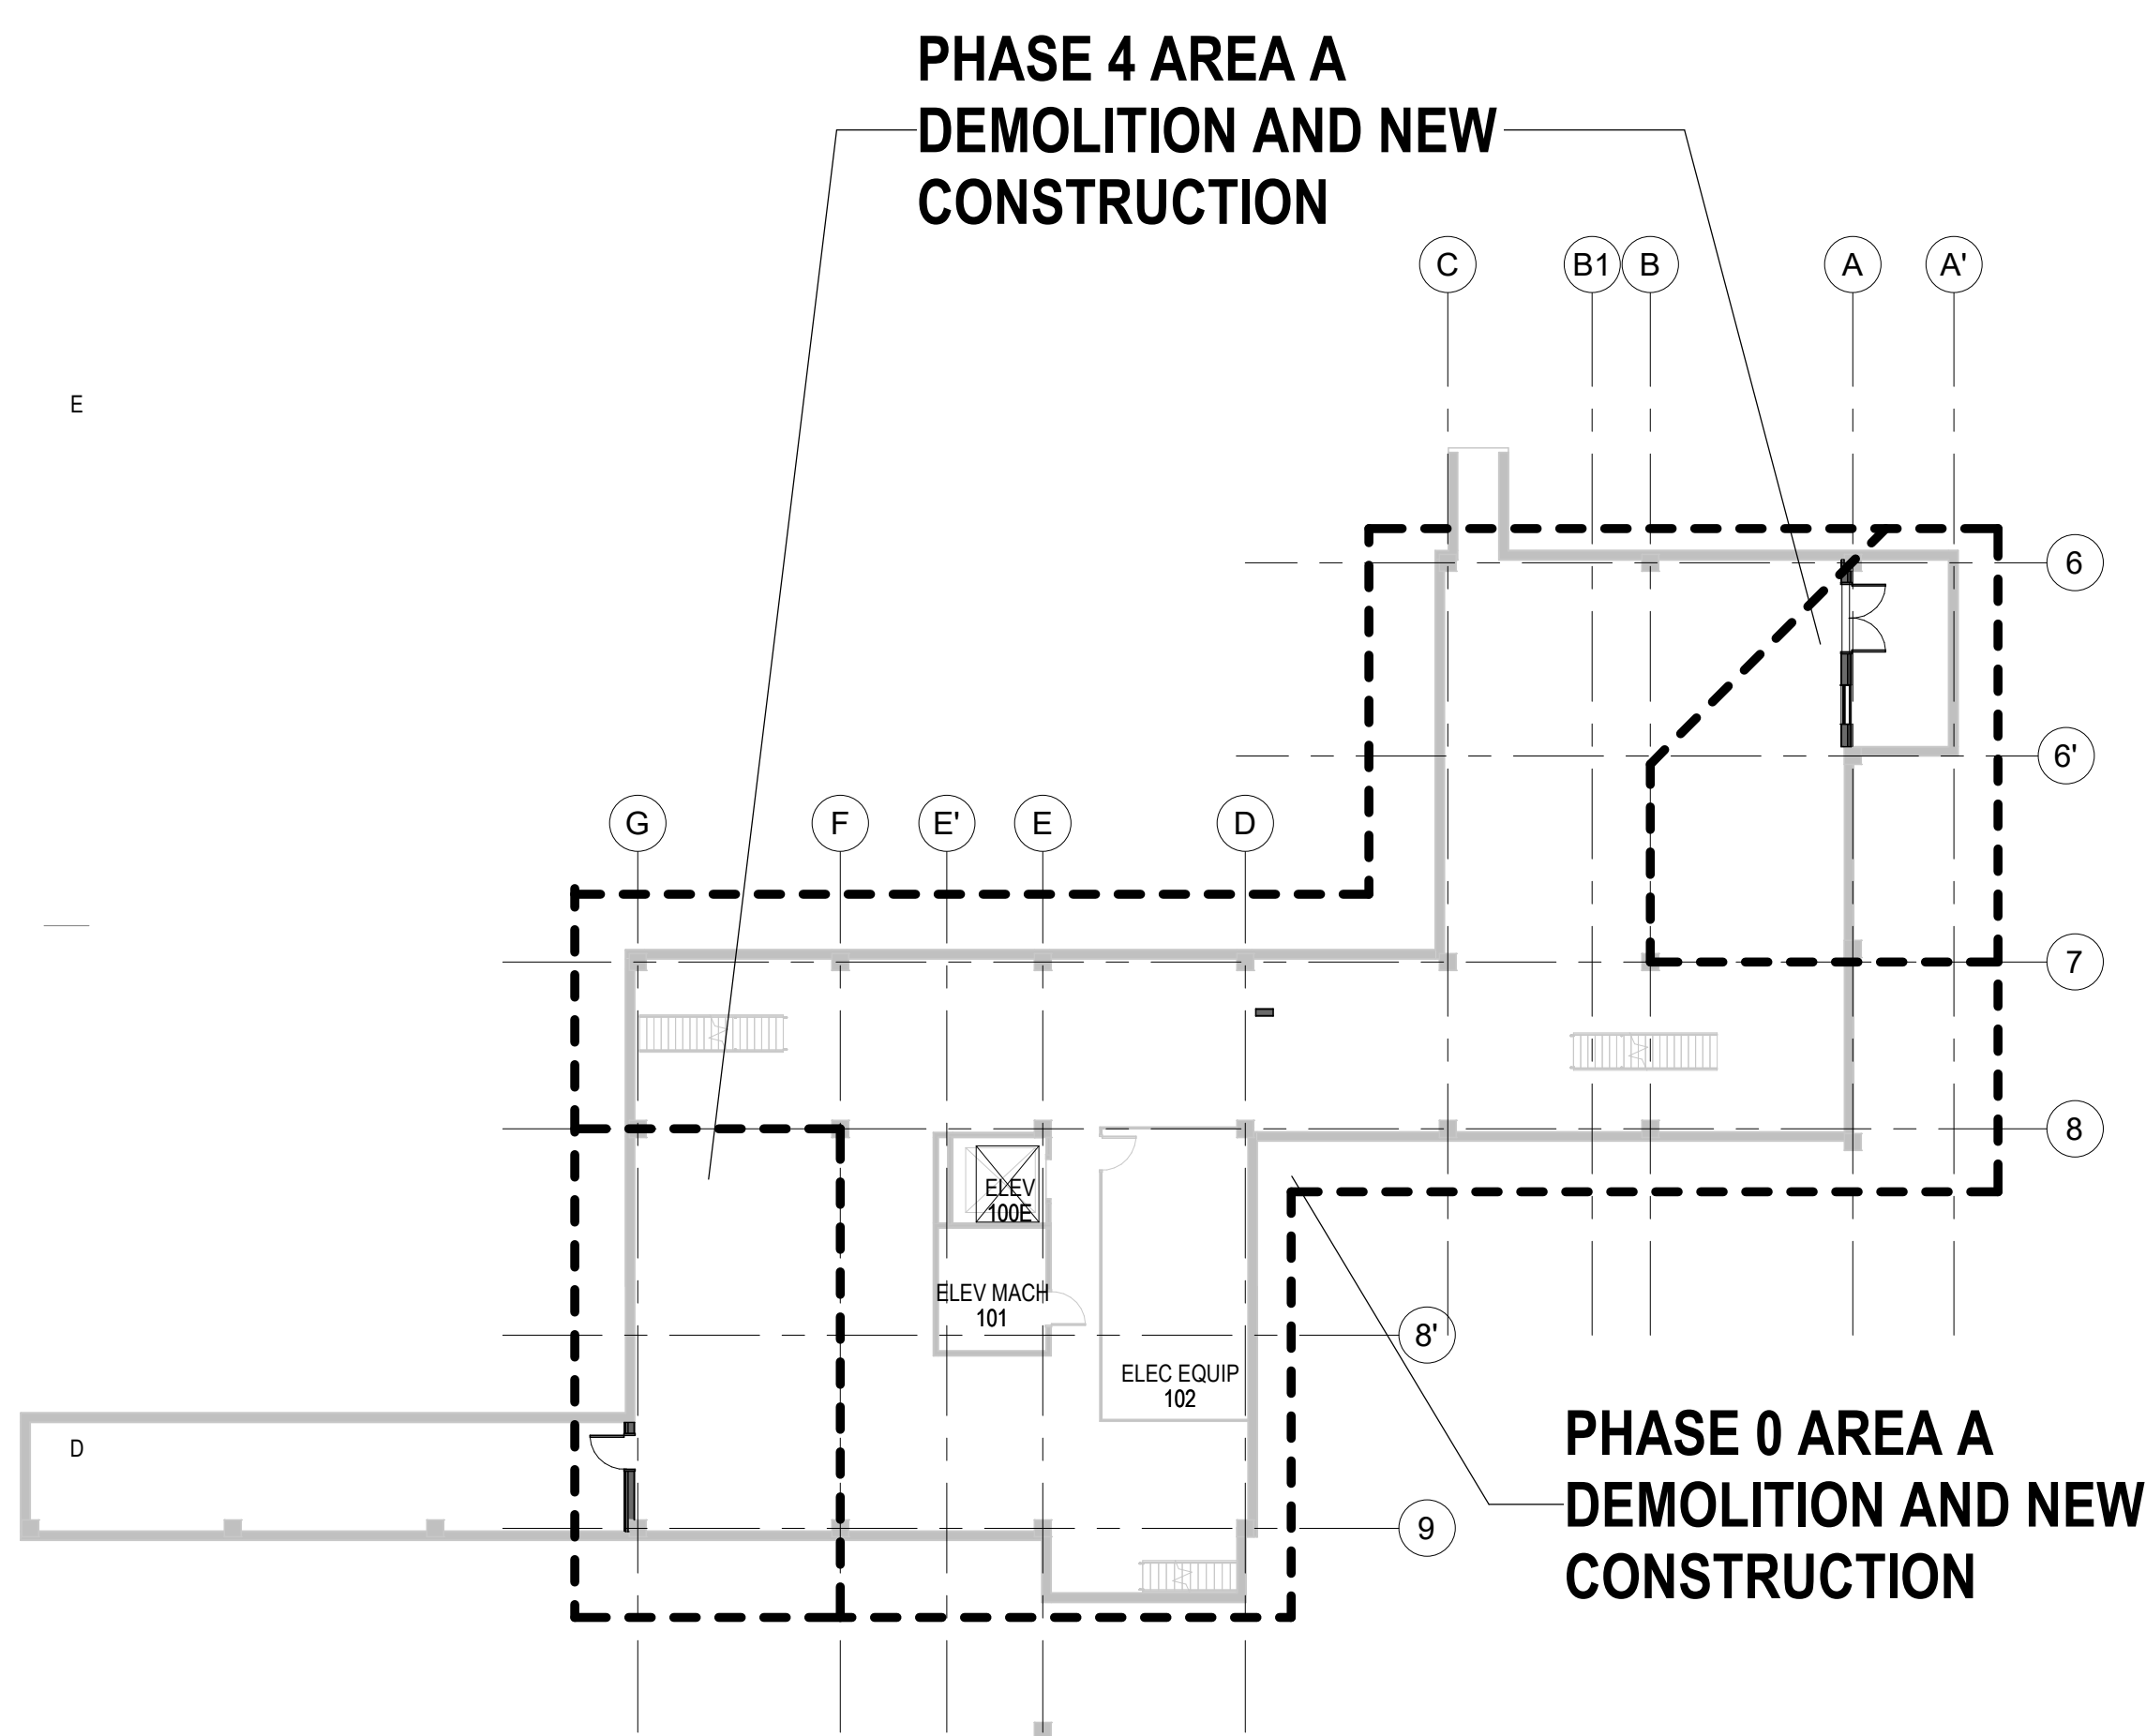 PHASE 4 AREA A
DEMOLITION AND NEW
CONSTRUCTION
C
B1
B
A
A'
E
6
6'
G
F
E'
E
D
7
8
ELEV
100E
ELEV MACH
101
8'
ELEC EQUIP
102
D
9
PHASE 0 AREA A
DEMOLITION AND NEW
CONSTRUCTION